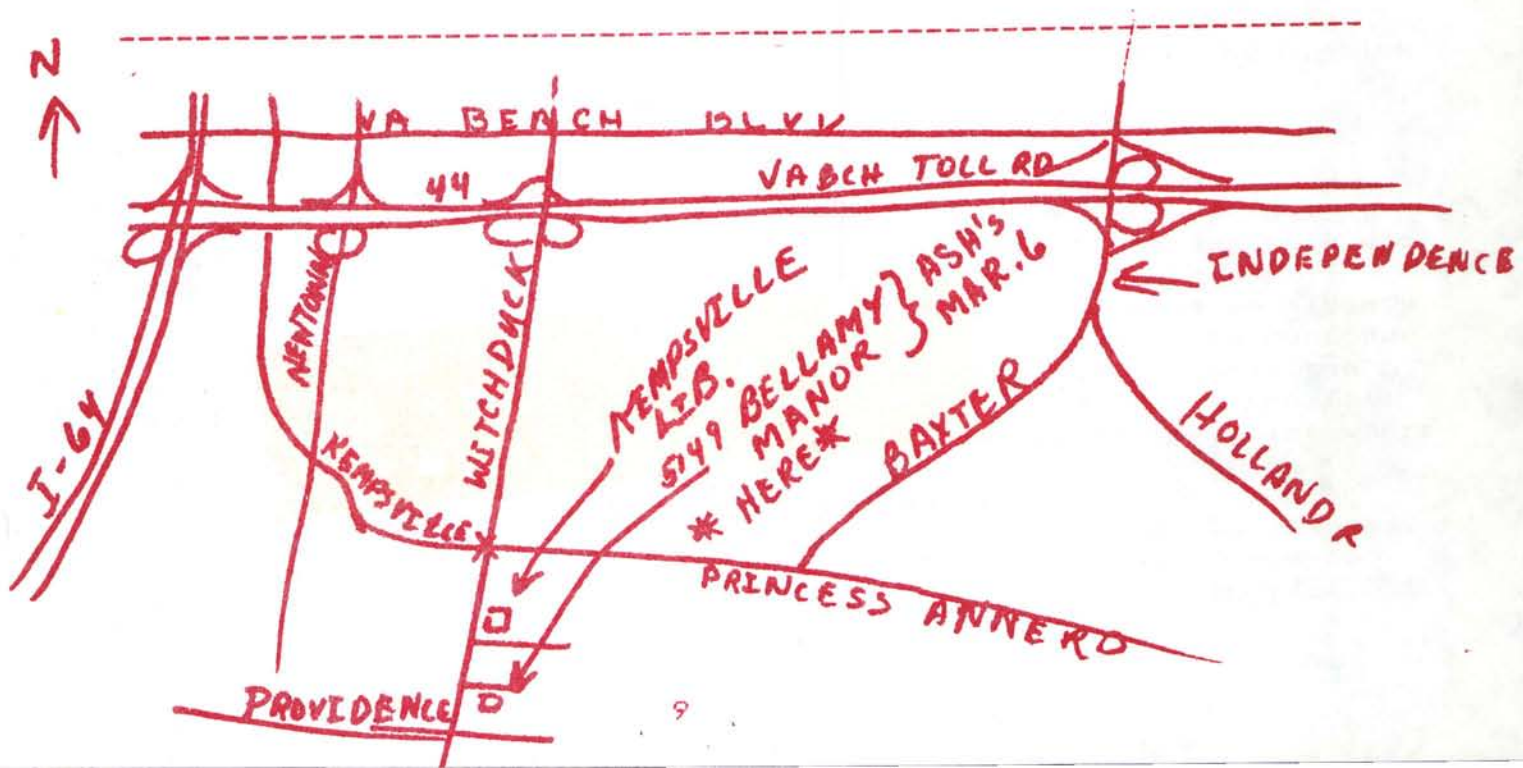 N
VA BEACH BLVD
44
VA BCH TOLL RD
INDEPENDENCE
I-64
NEWTOWN
KEMPSVILLE
WITCHDUCK
KEMPSVILLE
LIB.
5149 BELLAMY } ASH's
MANOR } MAR. 6
* HERE *
BAXTER
HOLLAND R
PRINCESS ANNE RD
PROVIDENCE
9